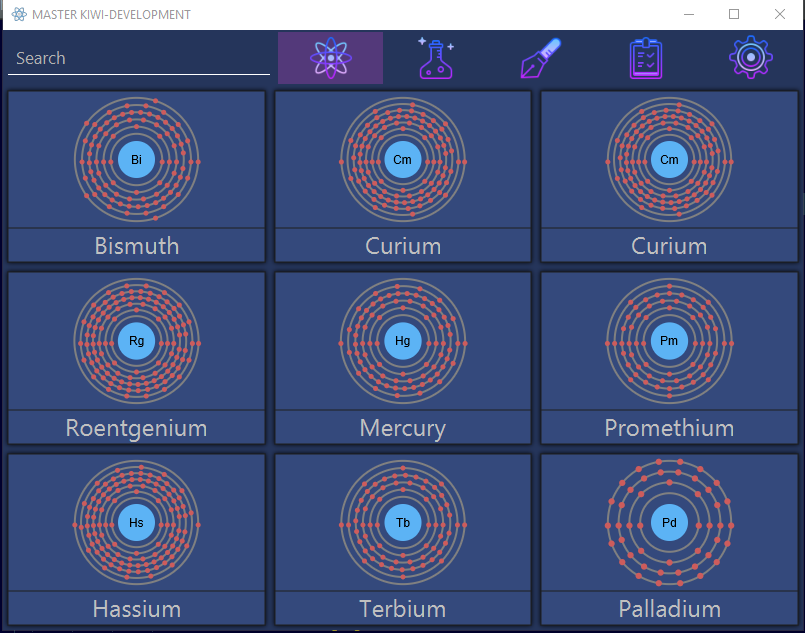 MASTER KIWI-DEVELOPMENT
Search
Bi
Cm
Cm
Bismuth
Curium
Curium
Rg
Hg
Pm
Roentgenium
Mercury
Promethium
Hs
Tb
Pd
Hassium
Terbium
Palladium